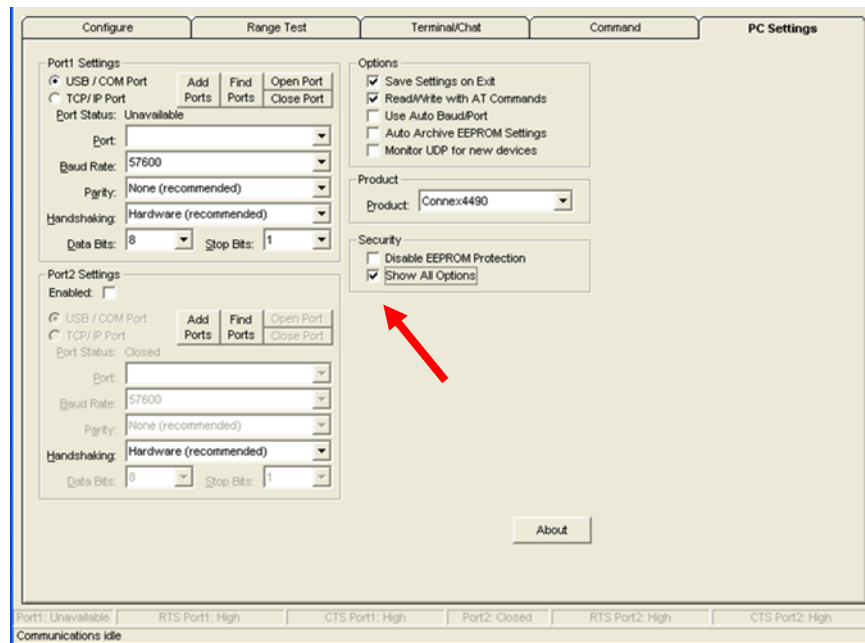 Configure Range Test Terminal/Chat Command PC Settings
Port1 Settings
USB / COM Port
TCP/IP Port
Add Ports
Find Ports
Open Port
Close Port
Port Status: Unavailable
Port:
Baud Rate: 57600
Parity: None (recommended)
Handshaking: Hardware (recommended)
Data Bits: 8 Stop Bits: 1
Port2 Settings
Enabled:
USB / COM Port
TCP/IP Port
Add Ports
Find Ports
Open Port
Close Port
Port Status: Closed
Port:
Baud Rate: 57600
Parity: None (recommended)
Handshaking: Hardware (recommended)
Data Bits: 8 Stop Bits: 1
Options
Save Settings on Exit
Read/Write with AT Commands
Use Auto Baud/Port
Auto Archive EEPROM Settings
Monitor UDP for new devices
Product
Product: Connex4490
Security
Disable EEPROM Protection
Show All Options
About
Port1: Unavailable RTS Port1: High CTS Port1: High Port2: Closed RTS Port2: High CTS Port2: High
Communications idle